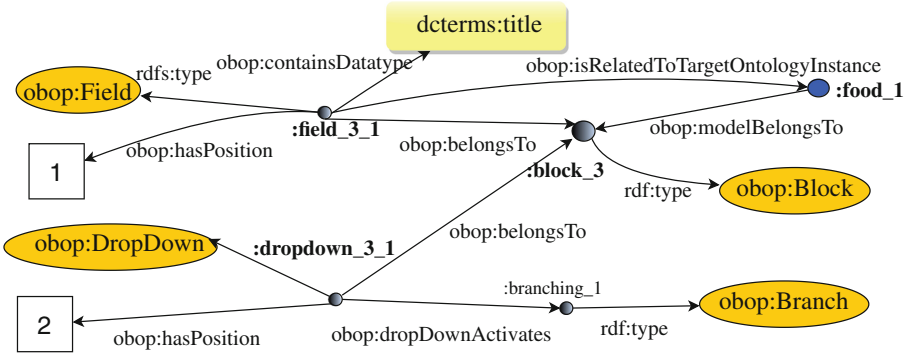 dcterms:title
obop:containsDatatype
obop:isRelatedToTargetOntologyInstance
rdfs:type
obop:Field
:food_1
:field_3_1
obop:modelBelongsTo
obop:hasPosition
obop:belongsTo
1
:block_3
rdf:type
obop:Block
obop:DropDown
:dropdown_3_1
obop:belongsTo
:branching_1
obop:Branch
2
obop:hasPosition
obop:dropDownActivates
rdf:type